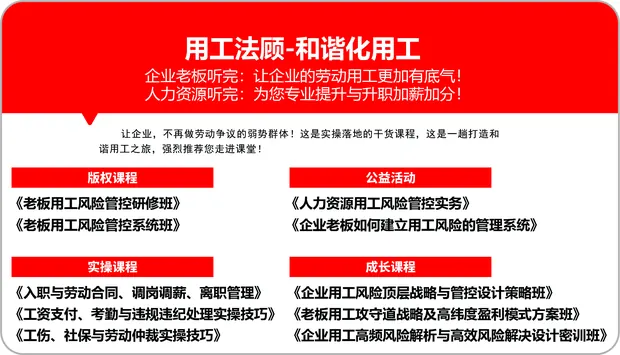 用工法顾-和谐化用工
企业老板听完：让企业的劳动用工更加有底气！
人力资源听完：为您专业提升与升职加薪加分！
让企业，不再做劳动争议的弱势群体！这是实操落地的干货课程，这是一趟打造和
谐用工之旅，强烈推荐您走进课堂！
版权课程
《老板用工风险管控研修班》
《老板用工风险管控系统班》
公益活动
《人力资源用工风险管控实务》
《企业老板如何建立用工风险的管理系统》
实操课程
《入职与劳动合同、调岗调薪、离职管理》
《工资支付、考勤与违规违纪处理实操技巧》
《工伤、社保与劳动仲裁实操技巧》
成长课程
《企业用工风险顶层战略与管控设计策略班》
《老板用工攻守道战略及高纬度盈利模式方案班》
《企业用工高频风险解析与高效风险解决设计密训班》